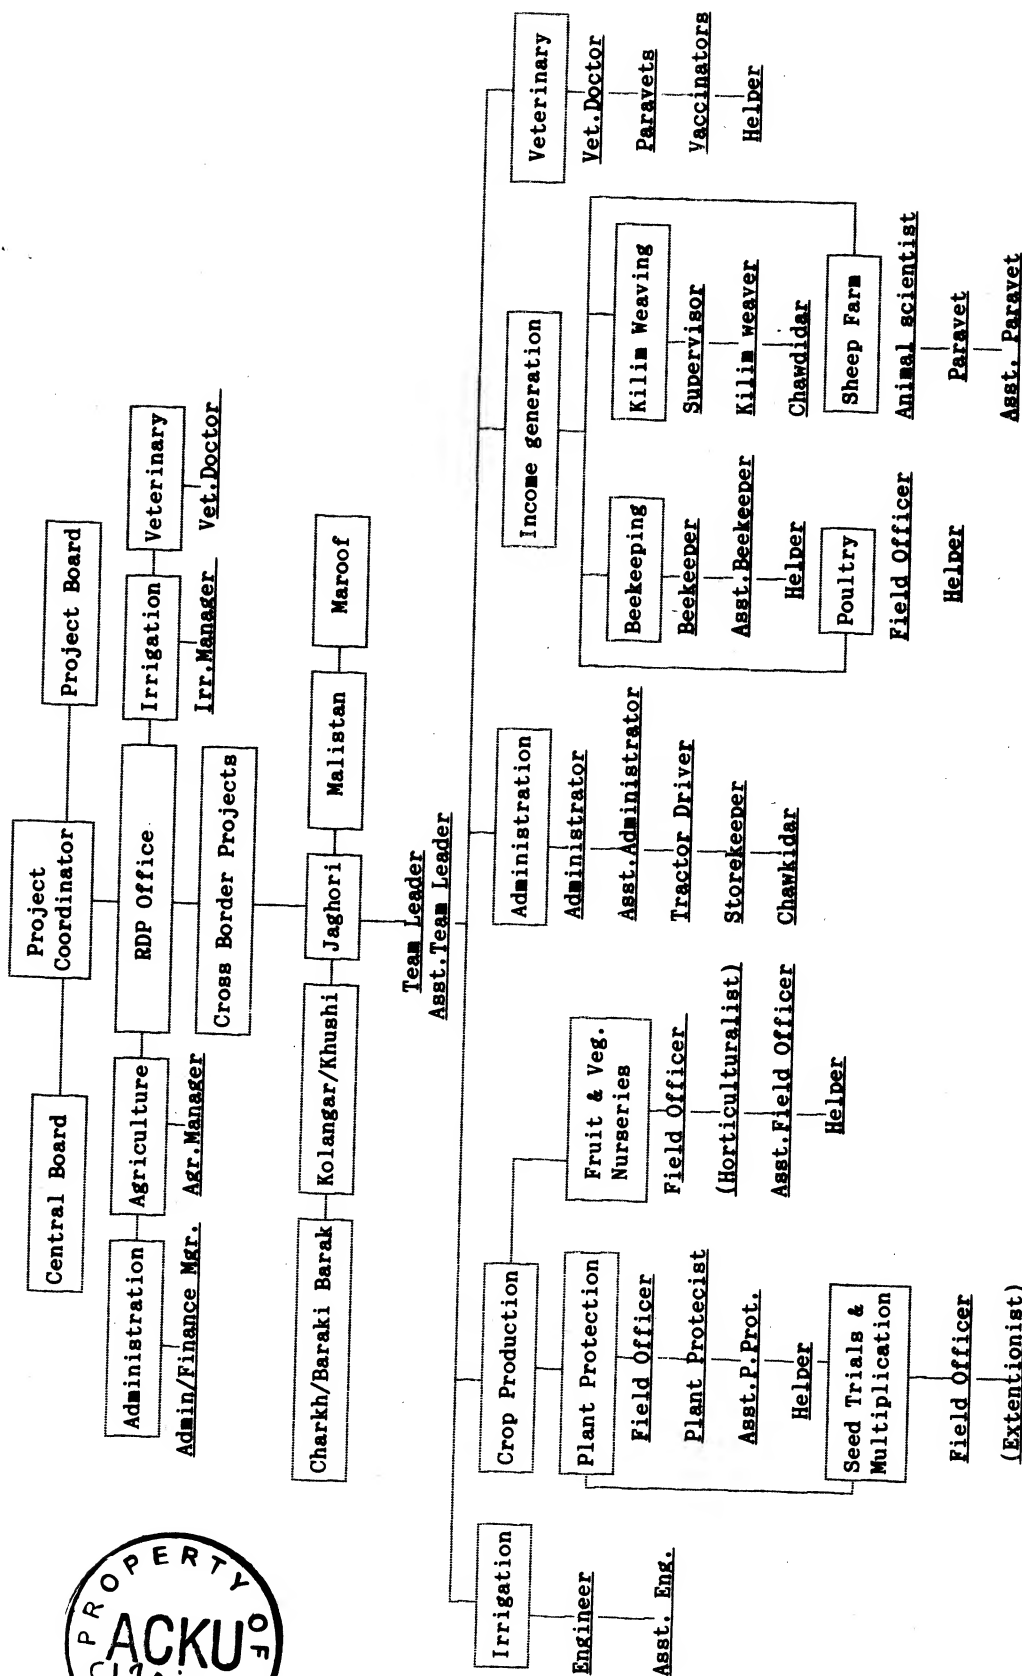 Project
Coordinator
Central Board
Project Board
RDP Office
Administration
Agriculture
Irrigation
Veterinary
Admin/Finance Mgr.
Agr.Manager
Irr.Manager
Vet.Doctor
Cross Border Projects
Charkh/Baraki Barak
Kolangar/Khushi
Jaghori
Malistan
Maroof
Team Leader
Asst.Team Leader
Irrigation
Engineer
Asst. Eng.
Crop Production
Plant Protection
Field Officer
Plant Protecist
Asst.P.Prot.
Helper
Seed Trials &
Multiplication
Field Officer
(Extentionist)
Fruit & Veg.
Nurseries
Field Officer
(Horticulturalist)
Asst.Field Officer
Helper
Administration
Administrator
Asst.Administrator
Tractor Driver
Storekeeper
Chawkidar
Income generation
Beekeeping
Beekeeper
Asst.Beekeeper
Helper
Poultry
Field Officer
Helper
Kilim Weaving
Supervisor
Kilim weaver
Chawdidar
Sheep Farm
Animal scientist
Paravet
Asst. Paravet
Veterinary
Vet.Doctor
Paravets
Vaccinators
Helper
PROPERTY OF
ACKU